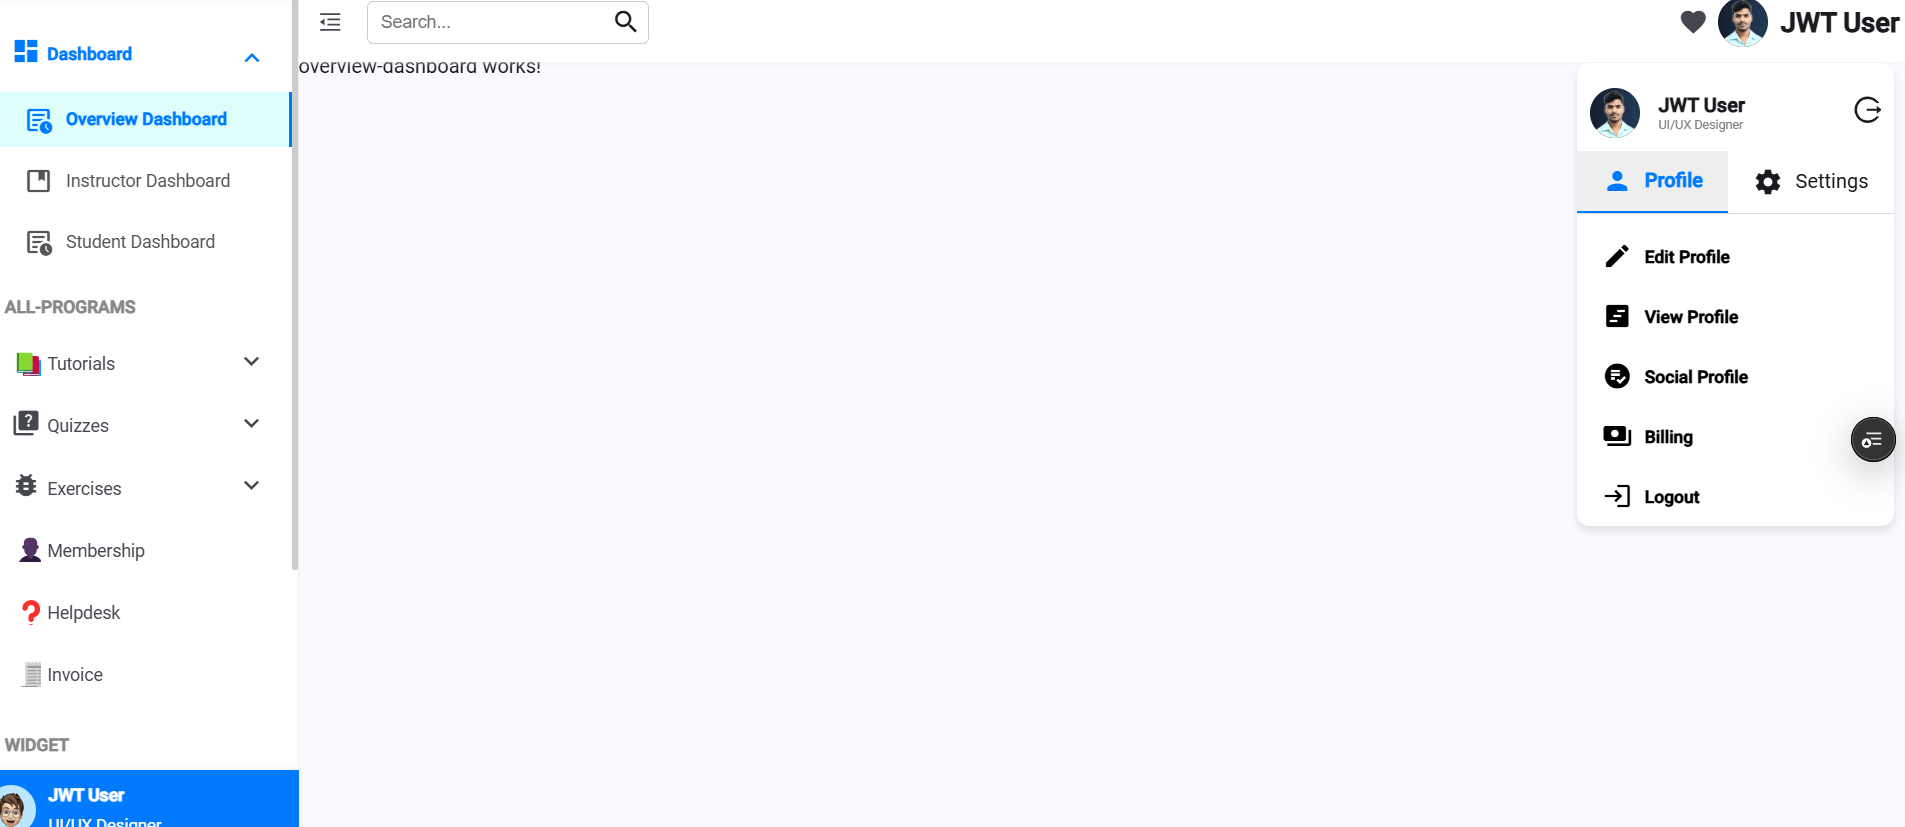 Dashboard
Overview Dashboard
Instructor Dashboard
Student Dashboard
ALL-PROGRAMS
Tutorials
Quizzes
Exercises
Membership
Helpdesk
Invoice
WIDGET
JWT User
UI/UX Designer
Search...
JWT User
overview-dashboard works!
JWT User
UI/UX Designer
Profile
Settings
Edit Profile
View Profile
Social Profile
Billing
Logout